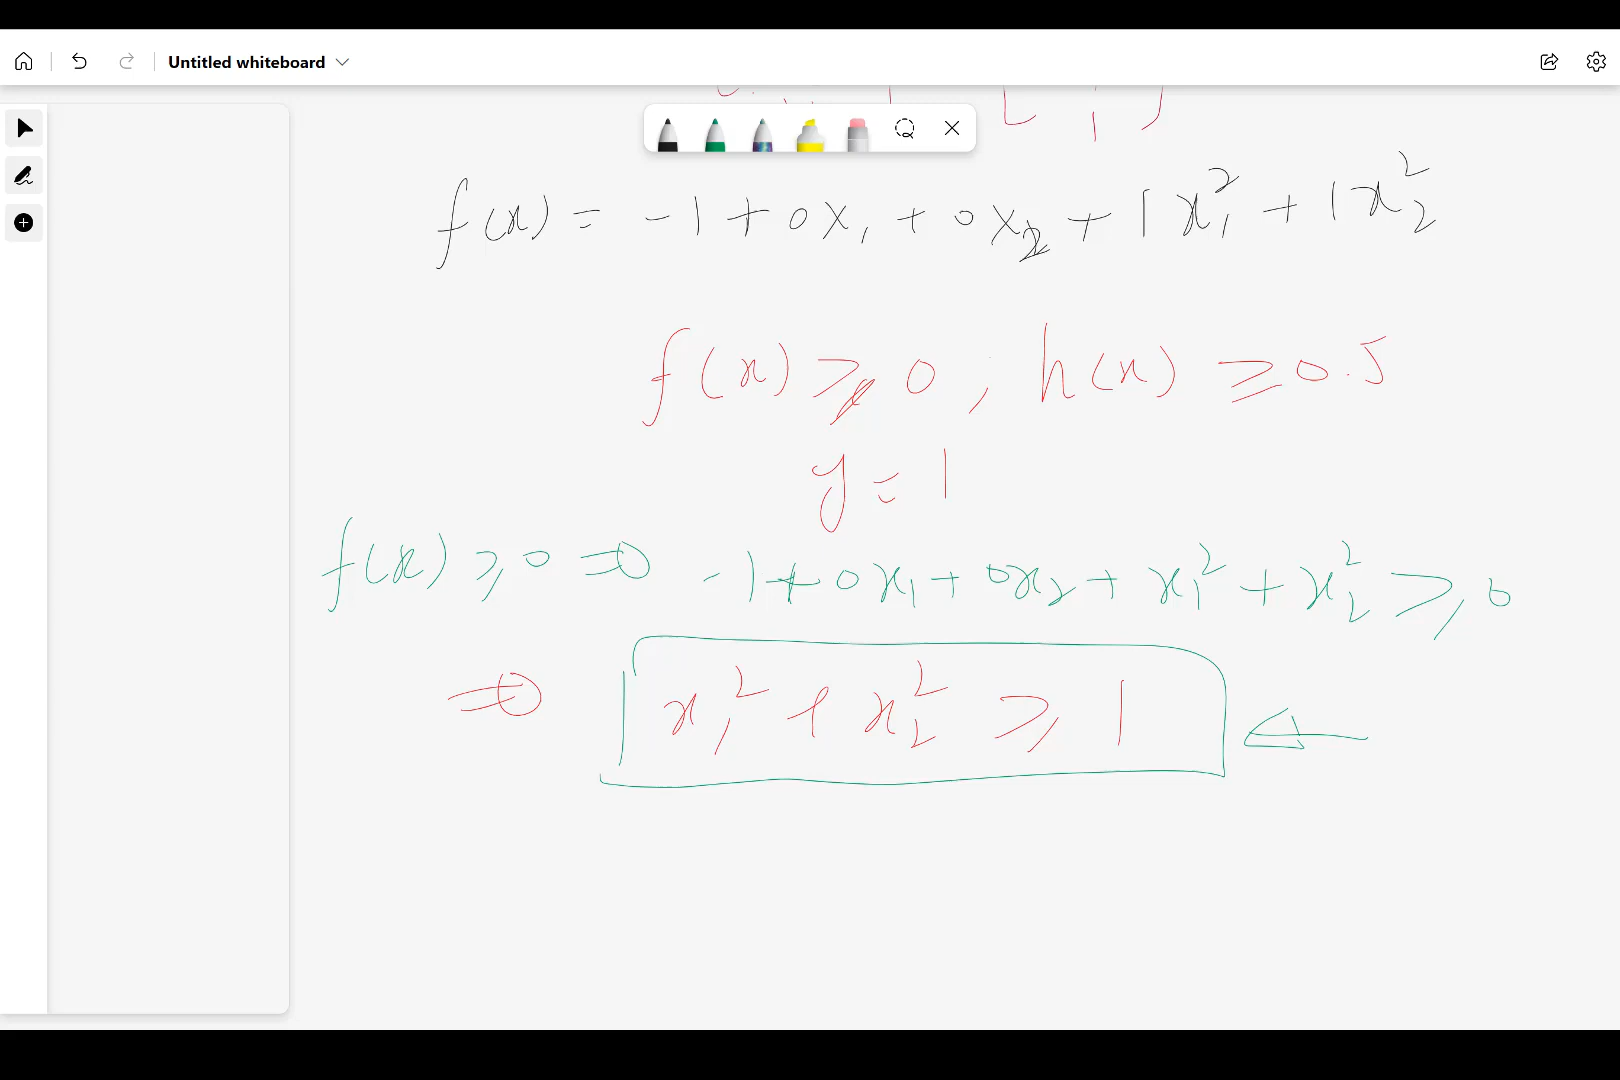 Untitled whiteboard
f(x) = -1 + 0x₁ + 0x₂ + 1x₁² + 1x₂²
f(x) ⩾ 0 , h(x) ≥ 0.5
y = 1
f(x) ⩾ 0 ⇒ -1 + 0x₁ + 0x₂ + x₁² + x₂² ⩾ 0
⇒ x₁² + x₂² ⩾ 1 ⇐